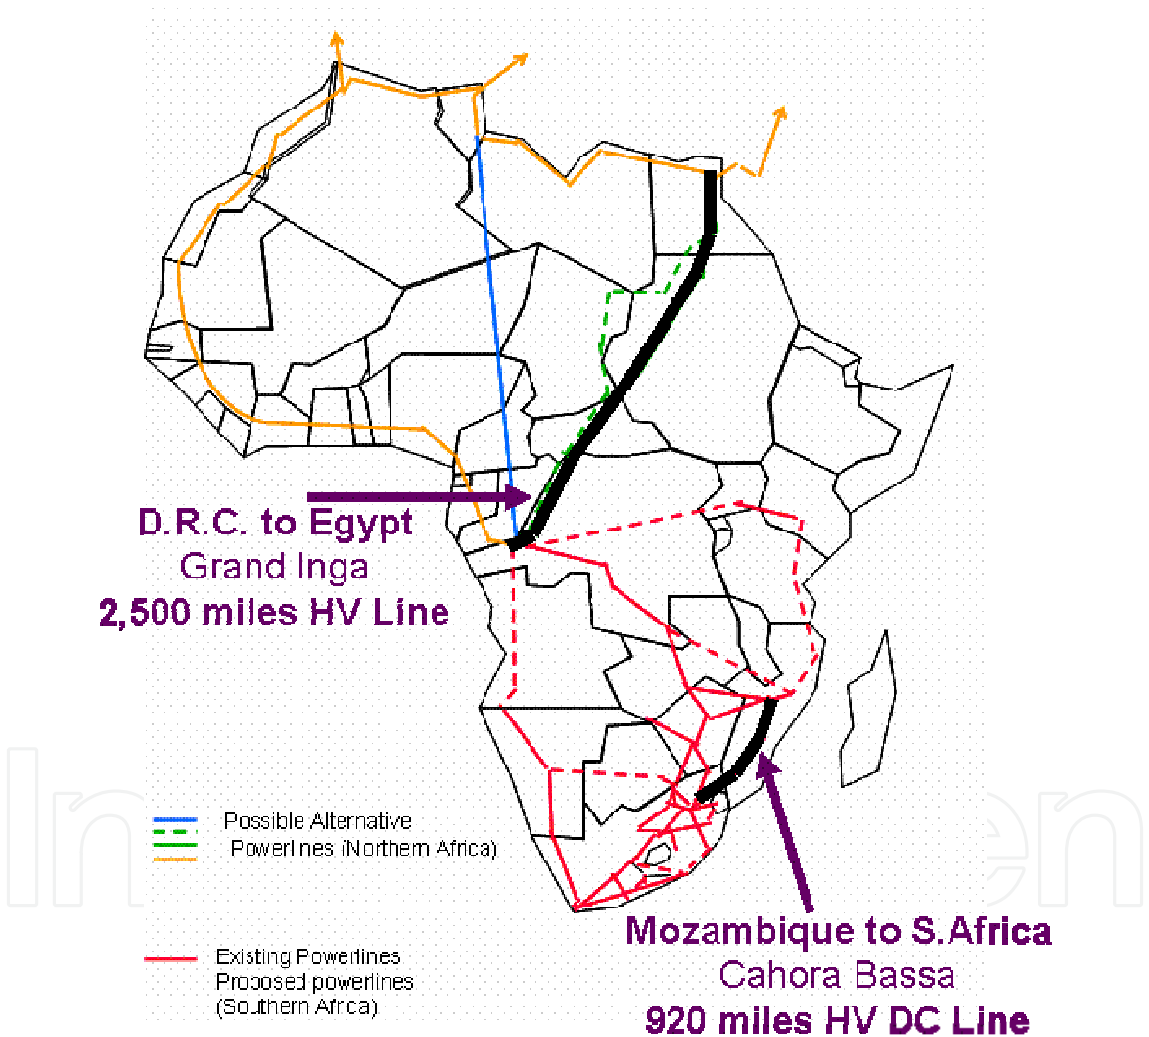 D.R.C. to Egypt
Grand Inga
2,500 miles HV Line
Possible Alternative
Powerlines (Northern Africa)
Existing Powerlines
Proposed powerlines
(Southern Africa)
Mozambique to S.Africa
Cahora Bassa
920 miles HV DC Line